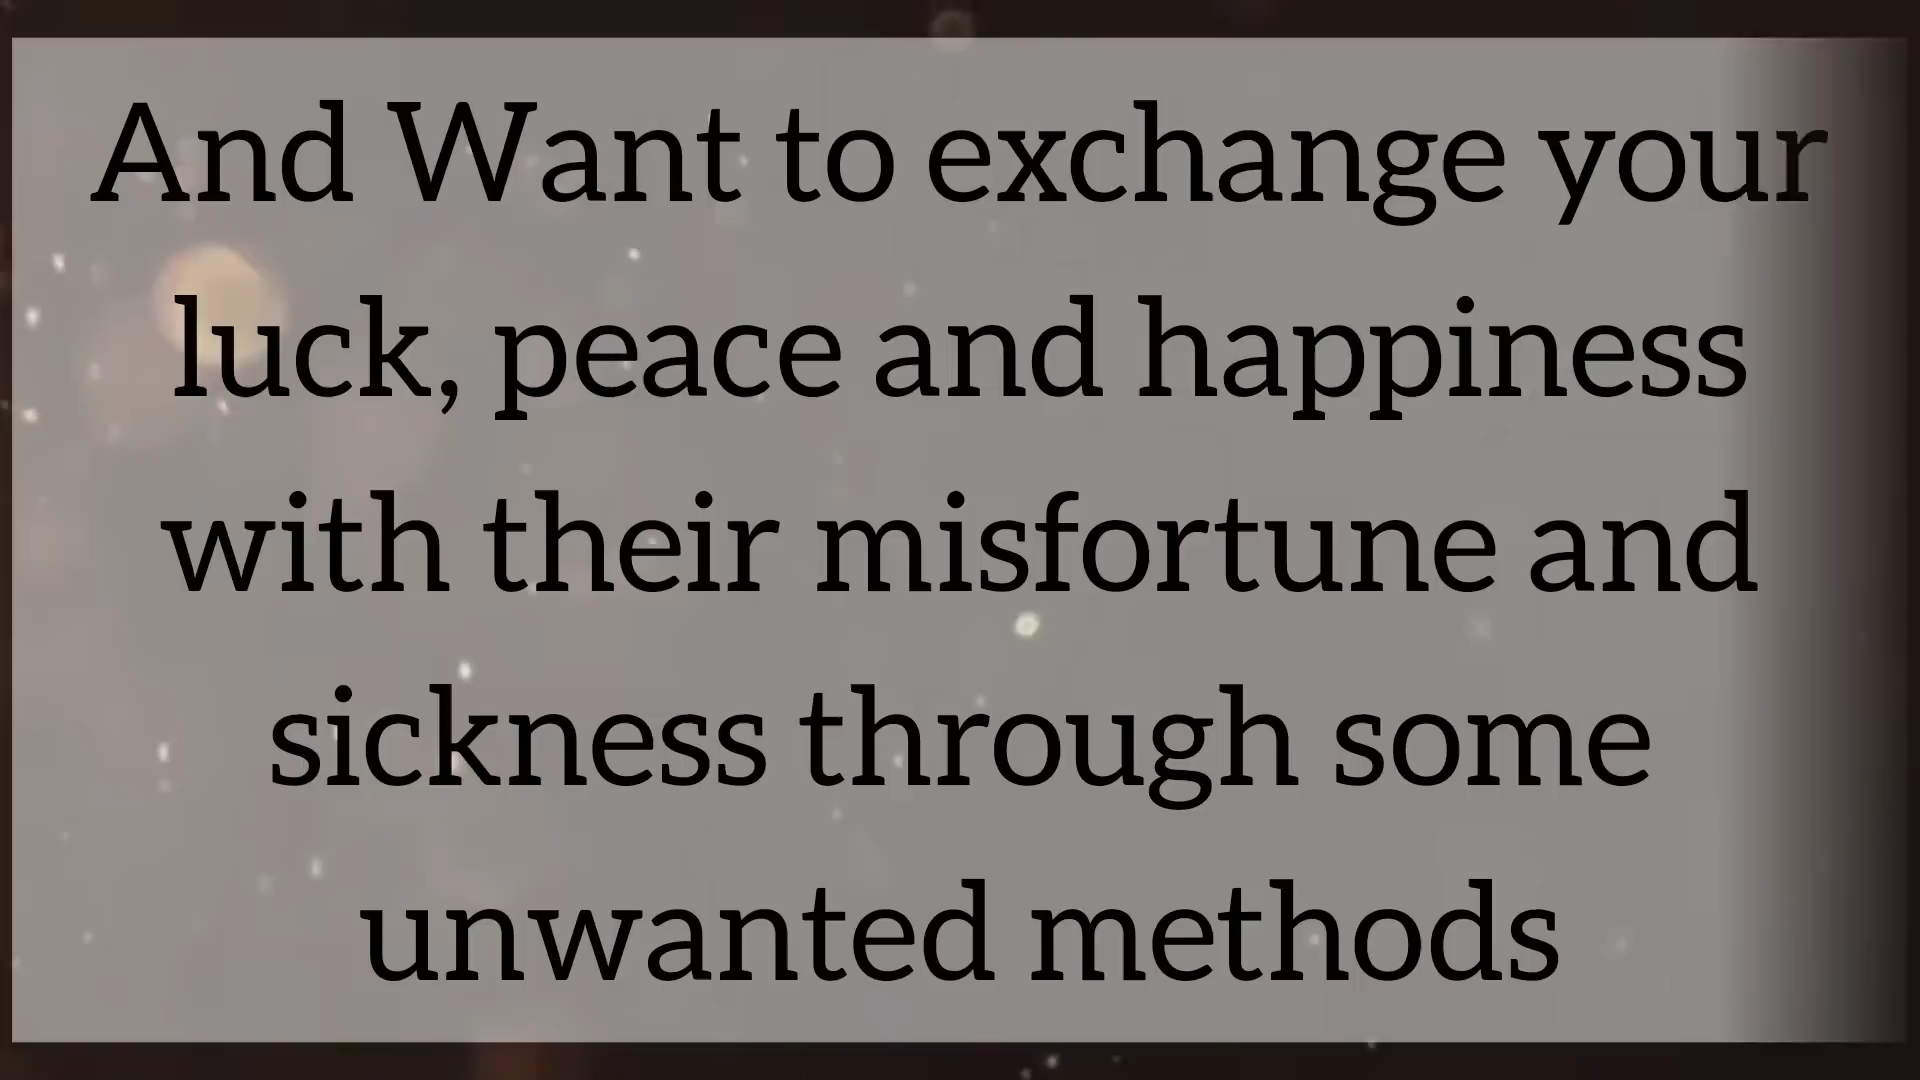 And Want to exchange your
luck, peace and happiness
with their misfortune and
sickness through some
unwanted methods